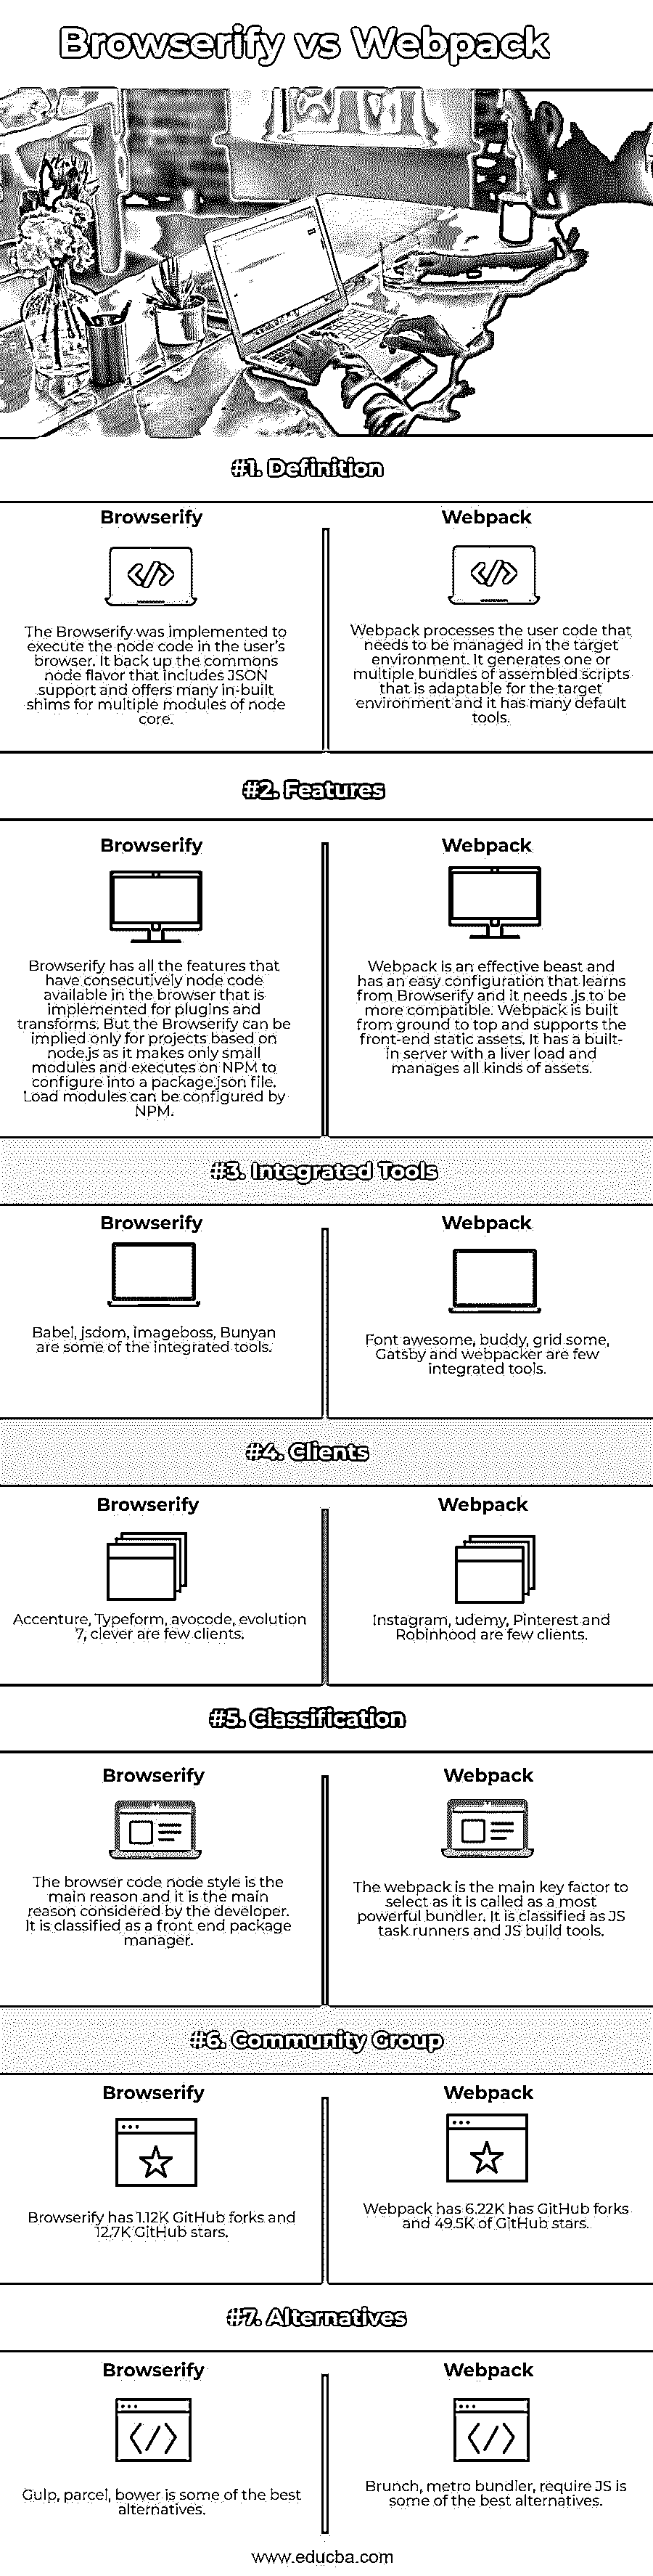 Browserify vs Webpack
#1. Definition
Browserify
The Browserify was implemented to
execute the node code in the user's
browser. It back up the commons
node flavor that includes JSON
support and offers many in-built
shims for multiple modules of node
core.
Webpack
Webpack processes the user code that
needs to be managed in the target
environment. It generates one or
multiple bundles of assembled scripts
that is adaptable for the target
environment and it has many default
tools.
#2. Features
Browserify
Browserify has all the features that
have consecutively node code
available in the browser that is
implemented for plugins and
transforms. But the Browserify can be
implied only for projects based on
node.js as it makes only small
modules and executes on NPM to
configure into a package.json file.
Load modules can be configured by
NPM.
Webpack
Webpack is an effective beast and
has an easy configuration that learns
from Browserify and it needs .js to be
more compatible. Webpack is built
from ground to top and supports the
front-end static assets. It has a built-
in server with a liver load and
manages all kinds of assets.
#3. Integrated Tools
Browserify
Babel, jsdom, imageboss, Bunyan
are some of the integrated tools.
Webpack
Font awesome, buddy, grid some,
Gatsby and webpacker are few
integrated tools.
#4. Clients
Browserify
Accenture, Typeform, avocode, evolution
7, clever are few clients.
Webpack
Instagram, udemy, Pinterest and
Robinhood are few clients.
#5. Classification
Browserify
The browser code node style is the
main reason and it is the main
reason considered by the developer.
It is classified as a front end package
manager.
Webpack
The webpack is the main key factor to
select as it is called as a most
powerful bundler. It is classified as JS
task runners and JS build tools.
#6. Community Group
Browserify
Browserify has 1.12K GitHub forks and
12.7K GitHub stars.
Webpack
Webpack has 6.22K has GitHub forks
and 49.5K of GitHub stars.
#7. Alternatives
Browserify
Gulp, parcel, bower is some of the best
alternatives.
Webpack
Brunch, metro bundler, require JS is
some of the best alternatives.
www.educba.com